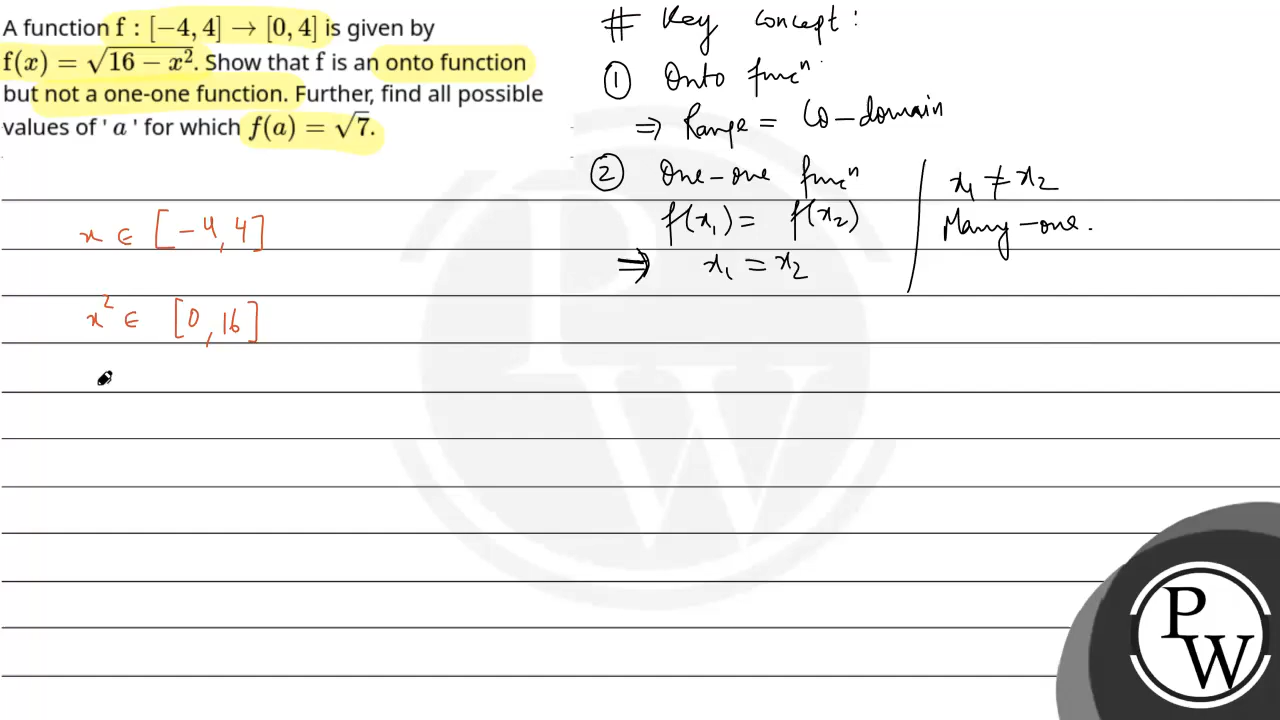 A function f : [−4, 4] → [0, 4] is given by
f(x) = √(16 − x²). Show that f is an onto function
but not a one-one function. Further, find all possible
values of ' a ' for which f(a) = √7.
# Key concept :
① Onto funcⁿ
⇒ Range = Co-domain
② One-one funcⁿ
f(x₁) = f(x₂)
⇒ x₁ = x₂
x₁ ≠ x₂
Many-one.
x ∈ [−4, 4]
x² ∈ [0, 16]
PW
PW